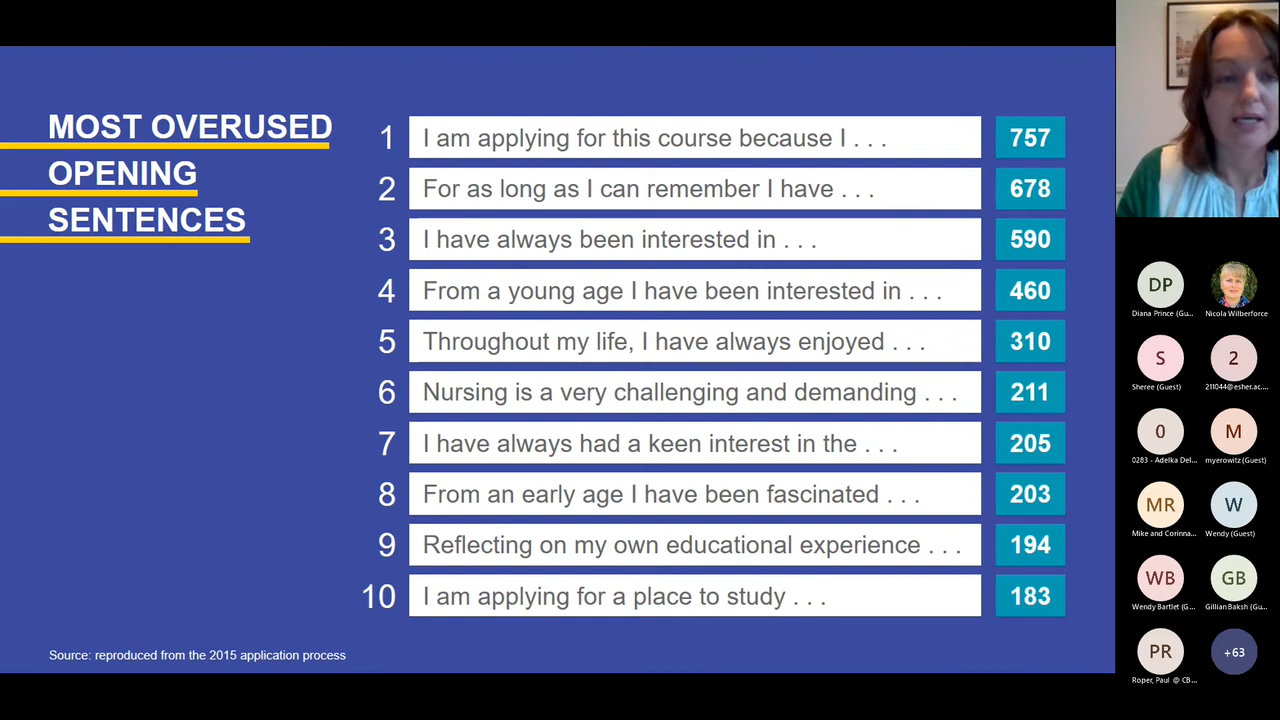 MOST OVERUSED
OPENING
SENTENCES
1 I am applying for this course because I . . . 757
2 For as long as I can remember I have . . . 678
3 I have always been interested in . . . 590
4 From a young age I have been interested in . . . 460
5 Throughout my life, I have always enjoyed . . . 310
6 Nursing is a very challenging and demanding . . . 211
7 I have always had a keen interest in the . . . 205
8 From an early age I have been fascinated . . . 203
9 Reflecting on my own educational experience . . . 194
10 I am applying for a place to study . . . 183
Source: reproduced from the 2015 application process
DP
Diana Prince (Gu...
Nicola Wilberforce
S 2
Sheree (Guest) 211044@esher.ac....
0 M
0283 - Adelka Del... myerowitz (Guest)
MR W
Mike and Corinna... Wendy (Guest)
WB GB
Wendy Bartlet (G... Gillian Baksh (Gu...
PR +63
Roper, Paul @ CB...